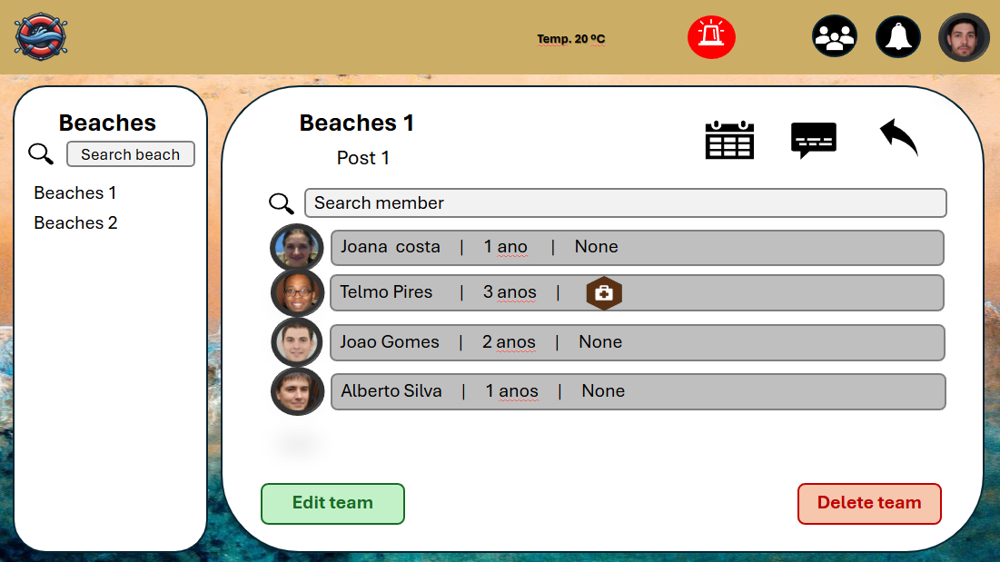 Temp. 20 ºC
Beaches
Search beach
Beaches 1
Beaches 2
Beaches 1
Post 1
Search member
Joana  costa | 1 ano | None
Telmo Pires | 3 anos |
Joao Gomes | 2 anos | None
Alberto Silva | 1 anos | None
Edit team
Delete team